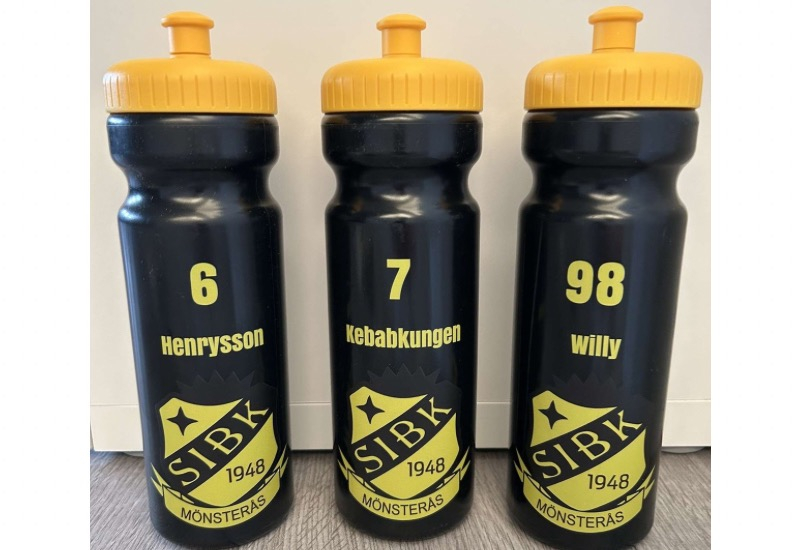 6
Henrysson
SIBK
1948
MÖNSTERÅS
7
Kebabkungen
SIBK
1948
MÖNSTERÅS
98
Willy
SIBK
1948
MÖNSTERÅS